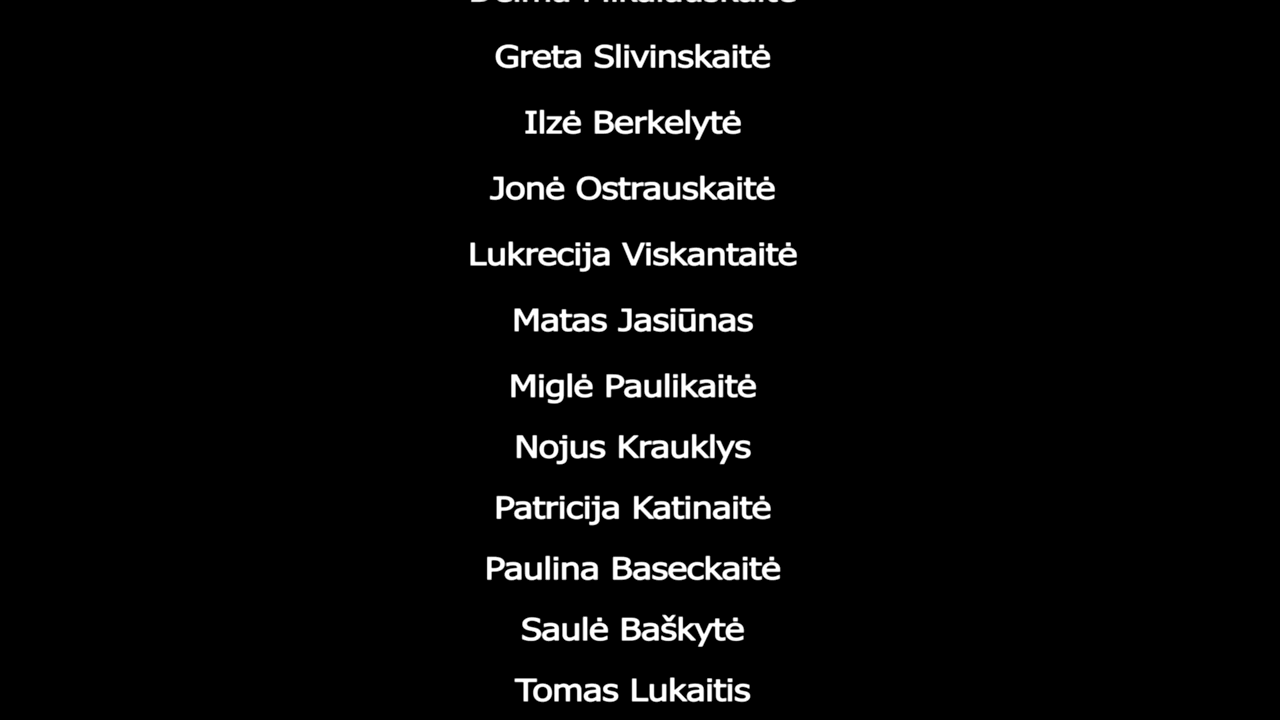 Greta Slivinskaitė
Ilzė Berkelytė
Jonė Ostrauskaitė
Lukrecija Viskantaitė
Matas Jasiūnas
Miglė Paulikaitė
Nojus Krauklys
Patricija Katinaitė
Paulina Baseckaitė
Saulė Baškytė
Tomas Lukaitis